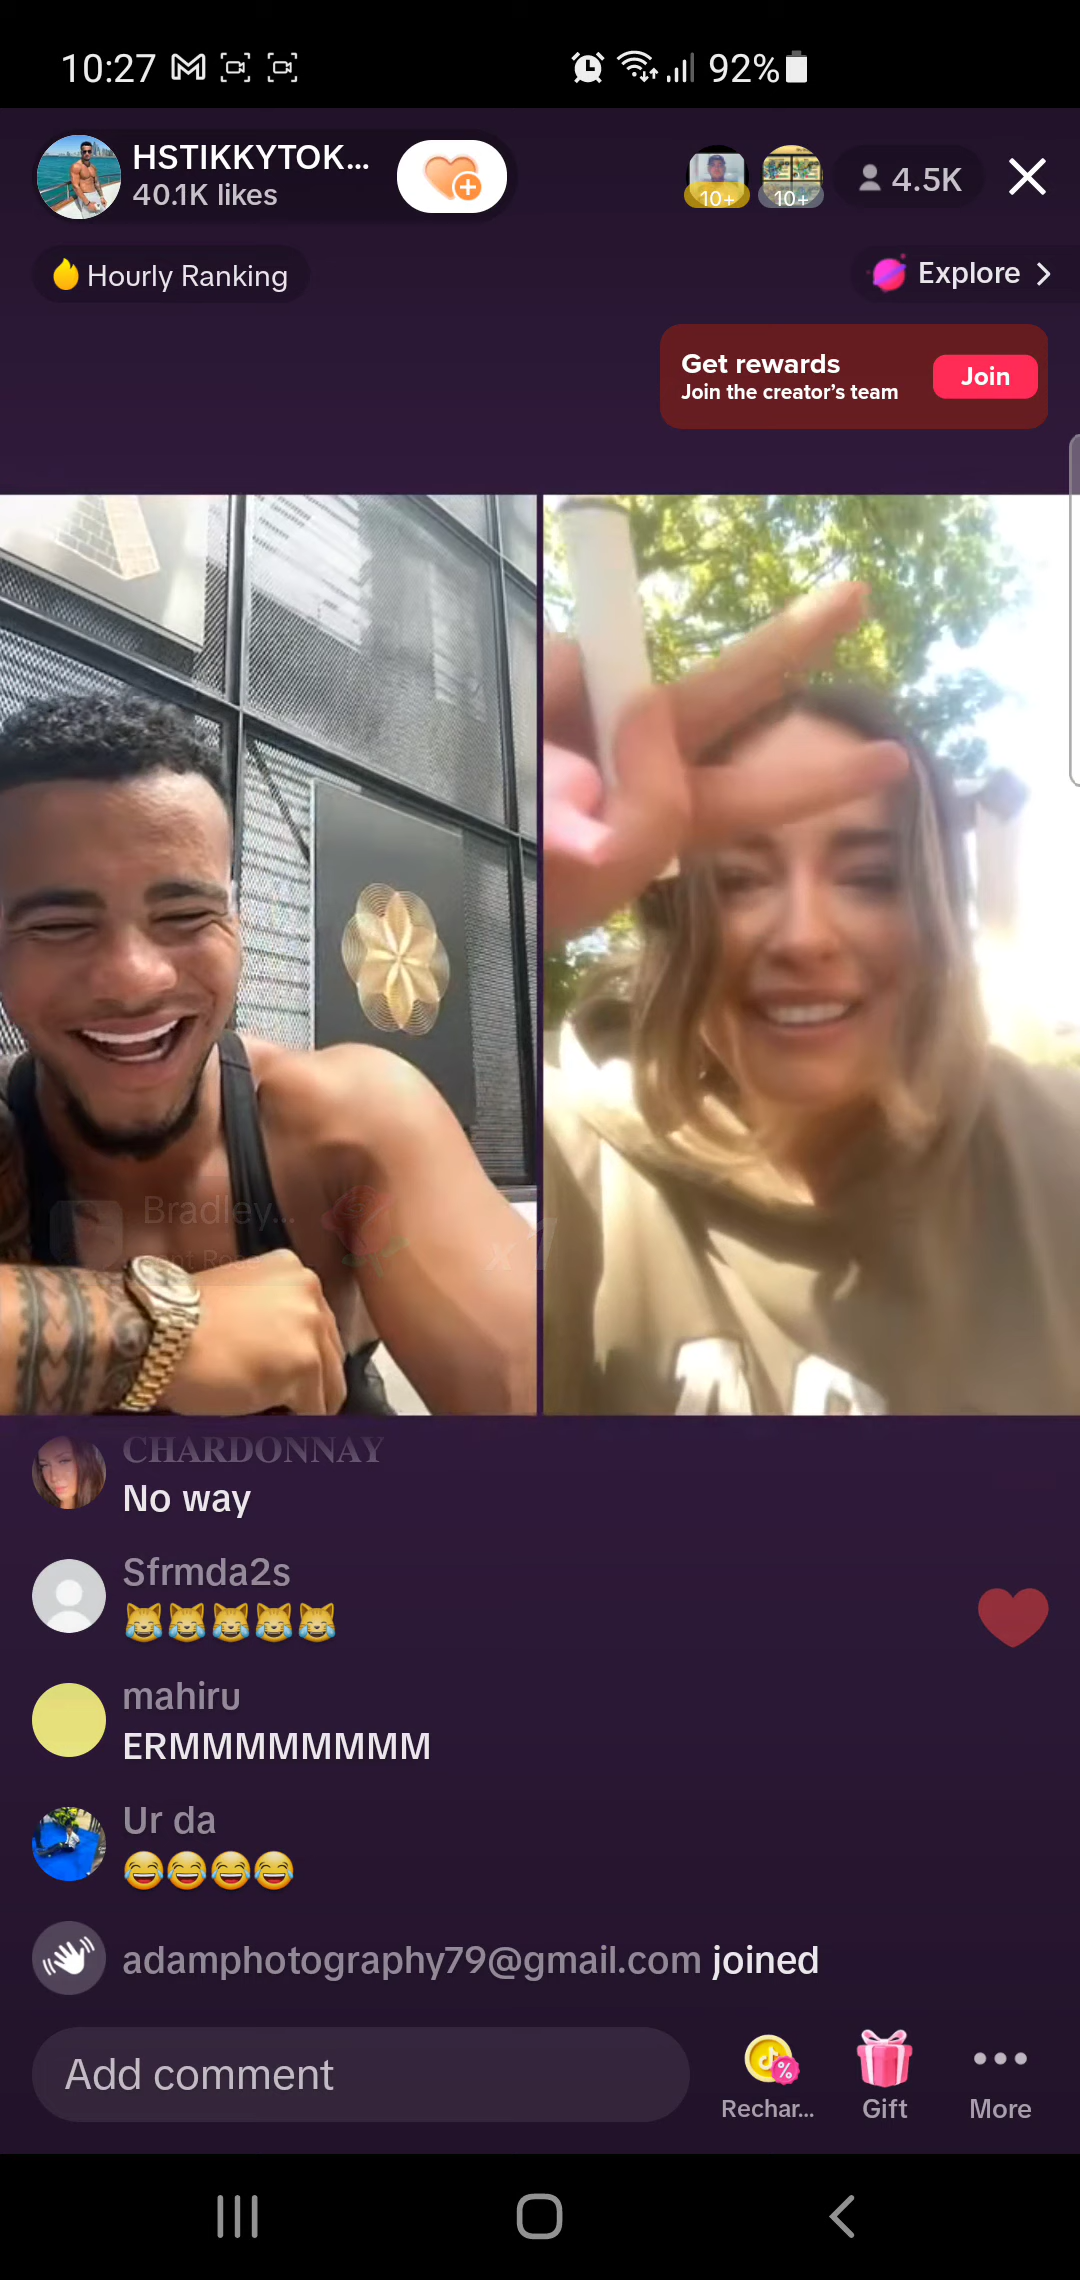 10:27
92%
HSTIKKYTOK...
40.1K likes
10+
10+
4.5K
Hourly Ranking
Explore
Get rewards
Join the creator's team
Join
Bradley...
x 1
CHARDONNAY
No way
Sfrmda2s
😹😹😹😹😹
mahiru
ERMMMMMMMM
Ur da
😂😂😂😂
adamphotography79@gmail.com joined
Add comment
Rechar...
Gift
More